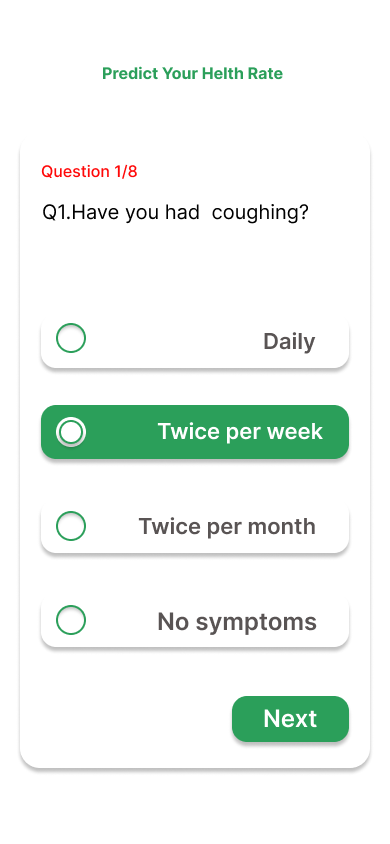 Predict Your Helth Rate
Question 1/8
Q1.Have you had  coughing?
Daily
Twice per week
Twice per month
No symptoms
Next